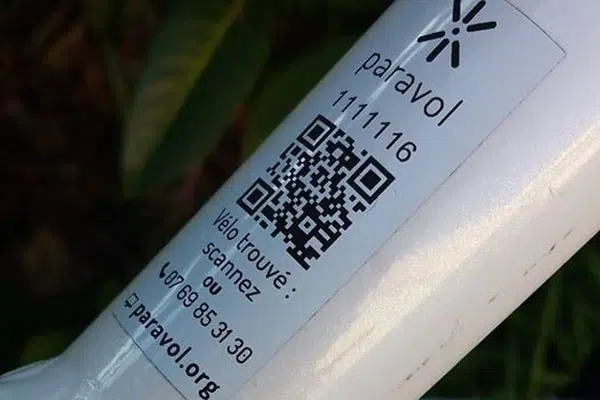 paravol
1111116
Vélo trouvé :
scannez
ou
07 69 85 31 30
paravol.org